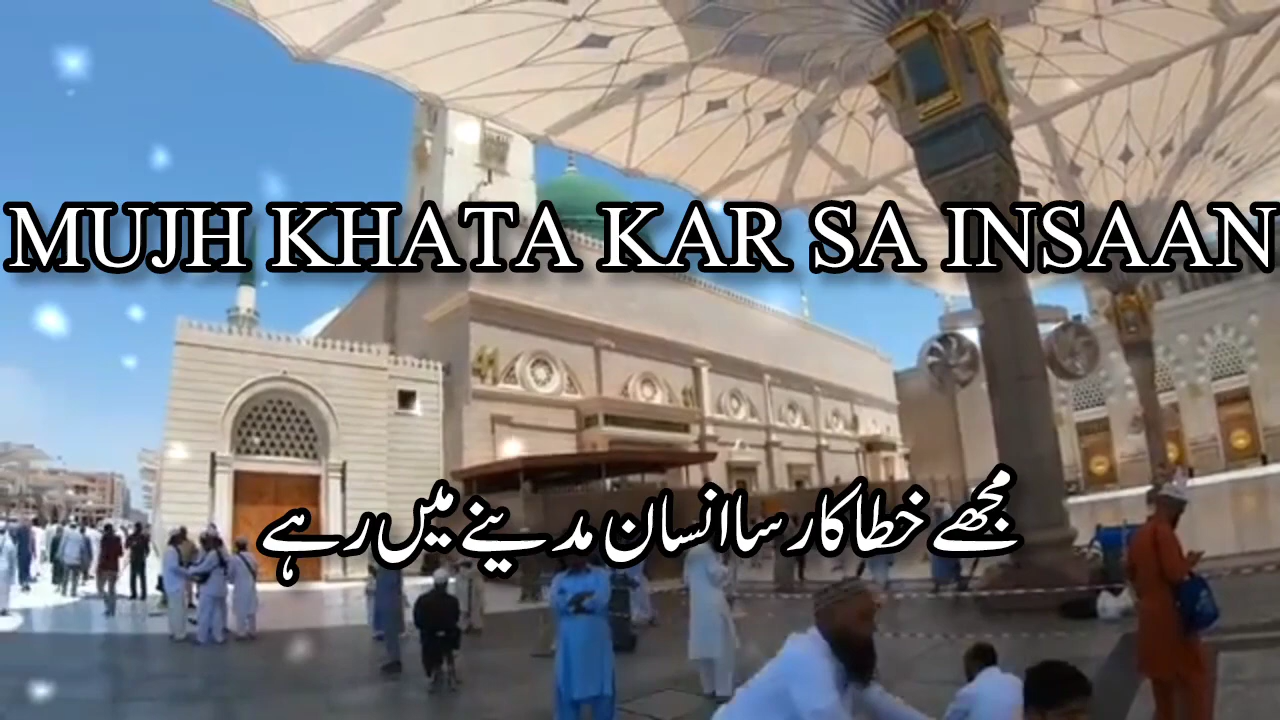 MUJH KHATA KAR SA INSAAN
مجھے خطا کار سا انسان مدینے میں رہے